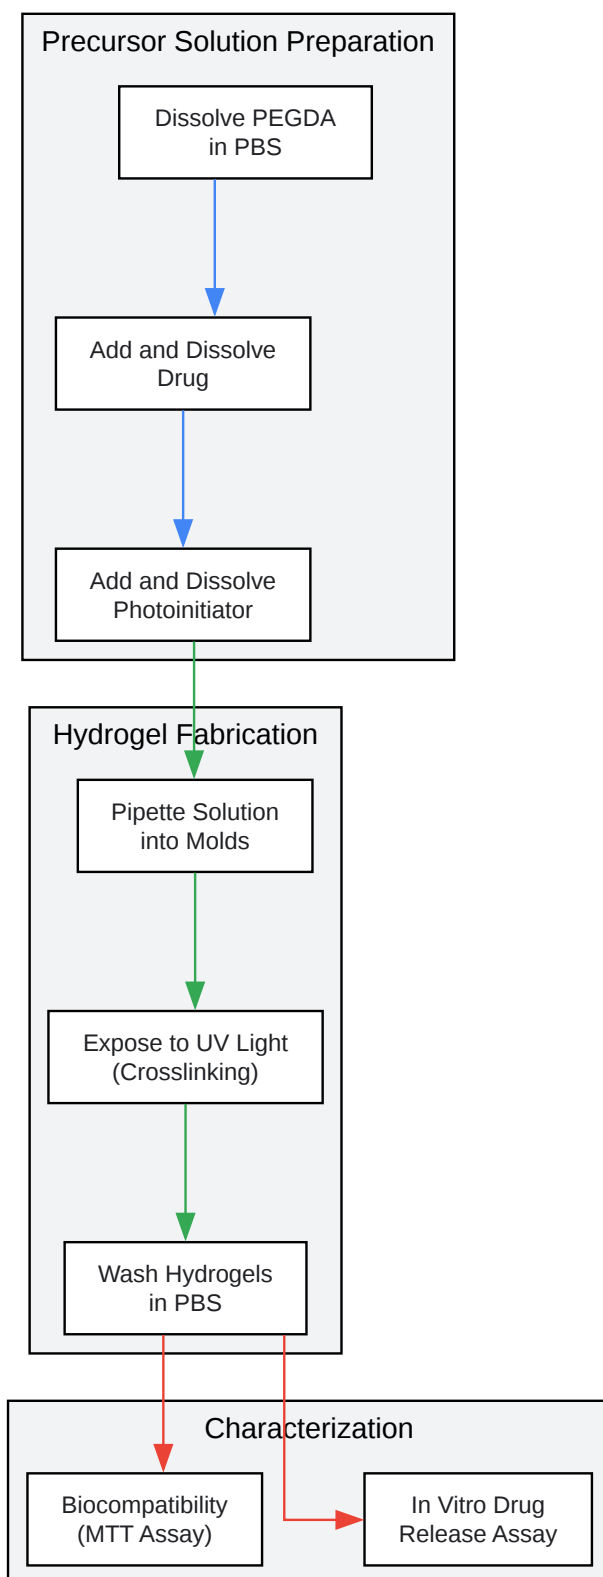 Precursor Solution Preparation
Dissolve PEGDA
in PBS
Add and Dissolve
Drug
Add and Dissolve
Photoinitiator
Hydrogel Fabrication
Pipette Solution
into Molds
Expose to UV Light
(Crosslinking)
Wash Hydrogels
in PBS
Characterization
Biocompatibility
(MTT Assay)
In Vitro Drug
Release Assay